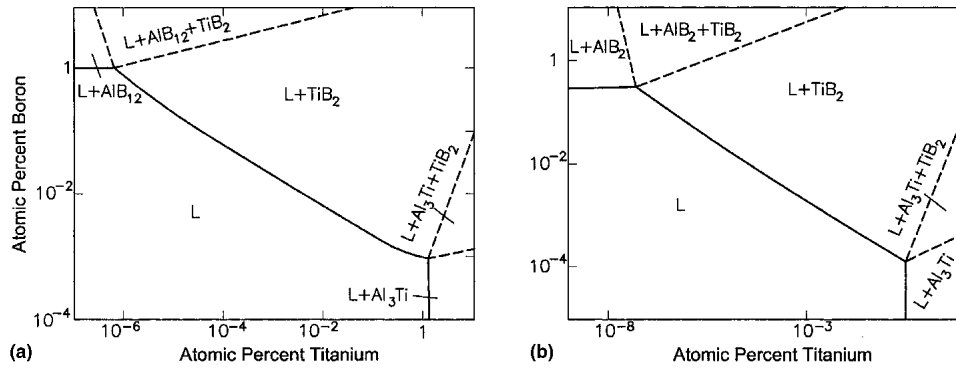 L+AlB₁₂+TiB₂
1
L+AlB₁₂
L+TiB₂
L+Al₃Ti+TiB₂
10⁻²
L
L+Al₃Ti
10⁻⁴
10⁻⁶
10⁻⁴
10⁻²
1
Atomic Percent Boron
(a)
Atomic Percent Titanium
L+AlB₂+TiB₂
L+AlB₂
1
L+TiB₂
10⁻²
L+Al₃Ti+TiB₂
L
10⁻⁴
L+Al₃Ti
10⁻⁸
10⁻³
(b)
Atomic Percent Titanium